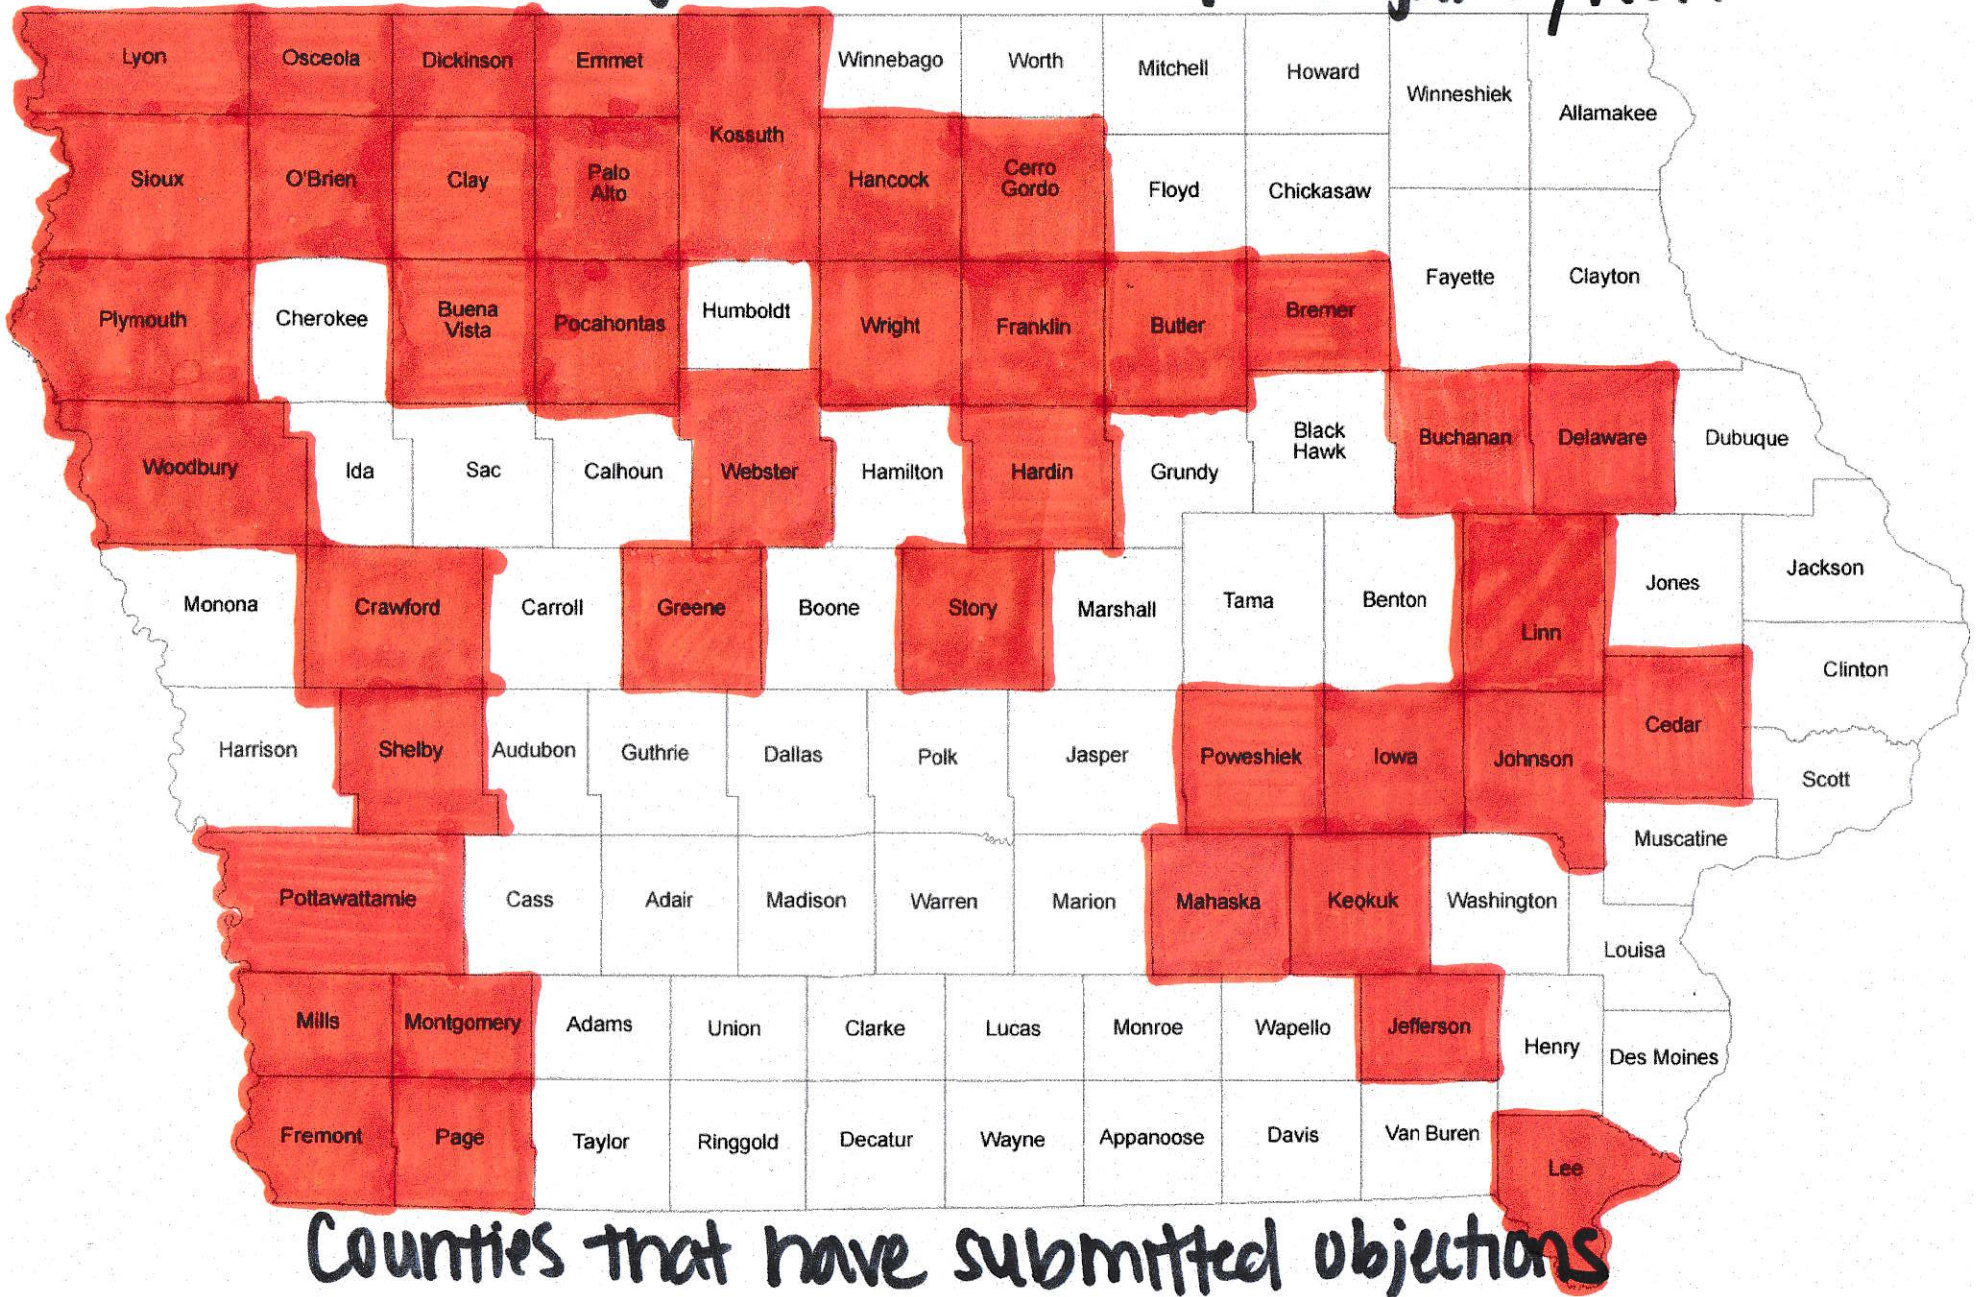 Lyon Osceola Dickinson Emmet Kossuth Winnebago Worth Mitchell Howard Winneshiek Allamakee
Sioux O'Brien Clay Palo Alto Hancock Cerro Gordo Floyd Chickasaw
Plymouth Cherokee Buena Vista Pocahontas Humboldt Wright Franklin Butler Bremer Fayette Clayton
Woodbury Ida Sac Calhoun Webster Hamilton Hardin Grundy Black Hawk Buchanan Delaware Dubuque
Monona Crawford Carroll Greene Boone Story Marshall Tama Benton Linn Jones Jackson
Clinton
Harrison Shelby Audubon Guthrie Dallas Polk Jasper Poweshiek Iowa Johnson Cedar Scott
Muscatine
Pottawattamie Cass Adair Madison Warren Marion Mahaska Keokuk Washington Louisa
Mills Montgomery Adams Union Clarke Lucas Monroe Wapello Jefferson Henry Des Moines
Fremont Page Taylor Ringgold Decatur Wayne Appanoose Davis Van Buren Lee
Counties that have submitted objections